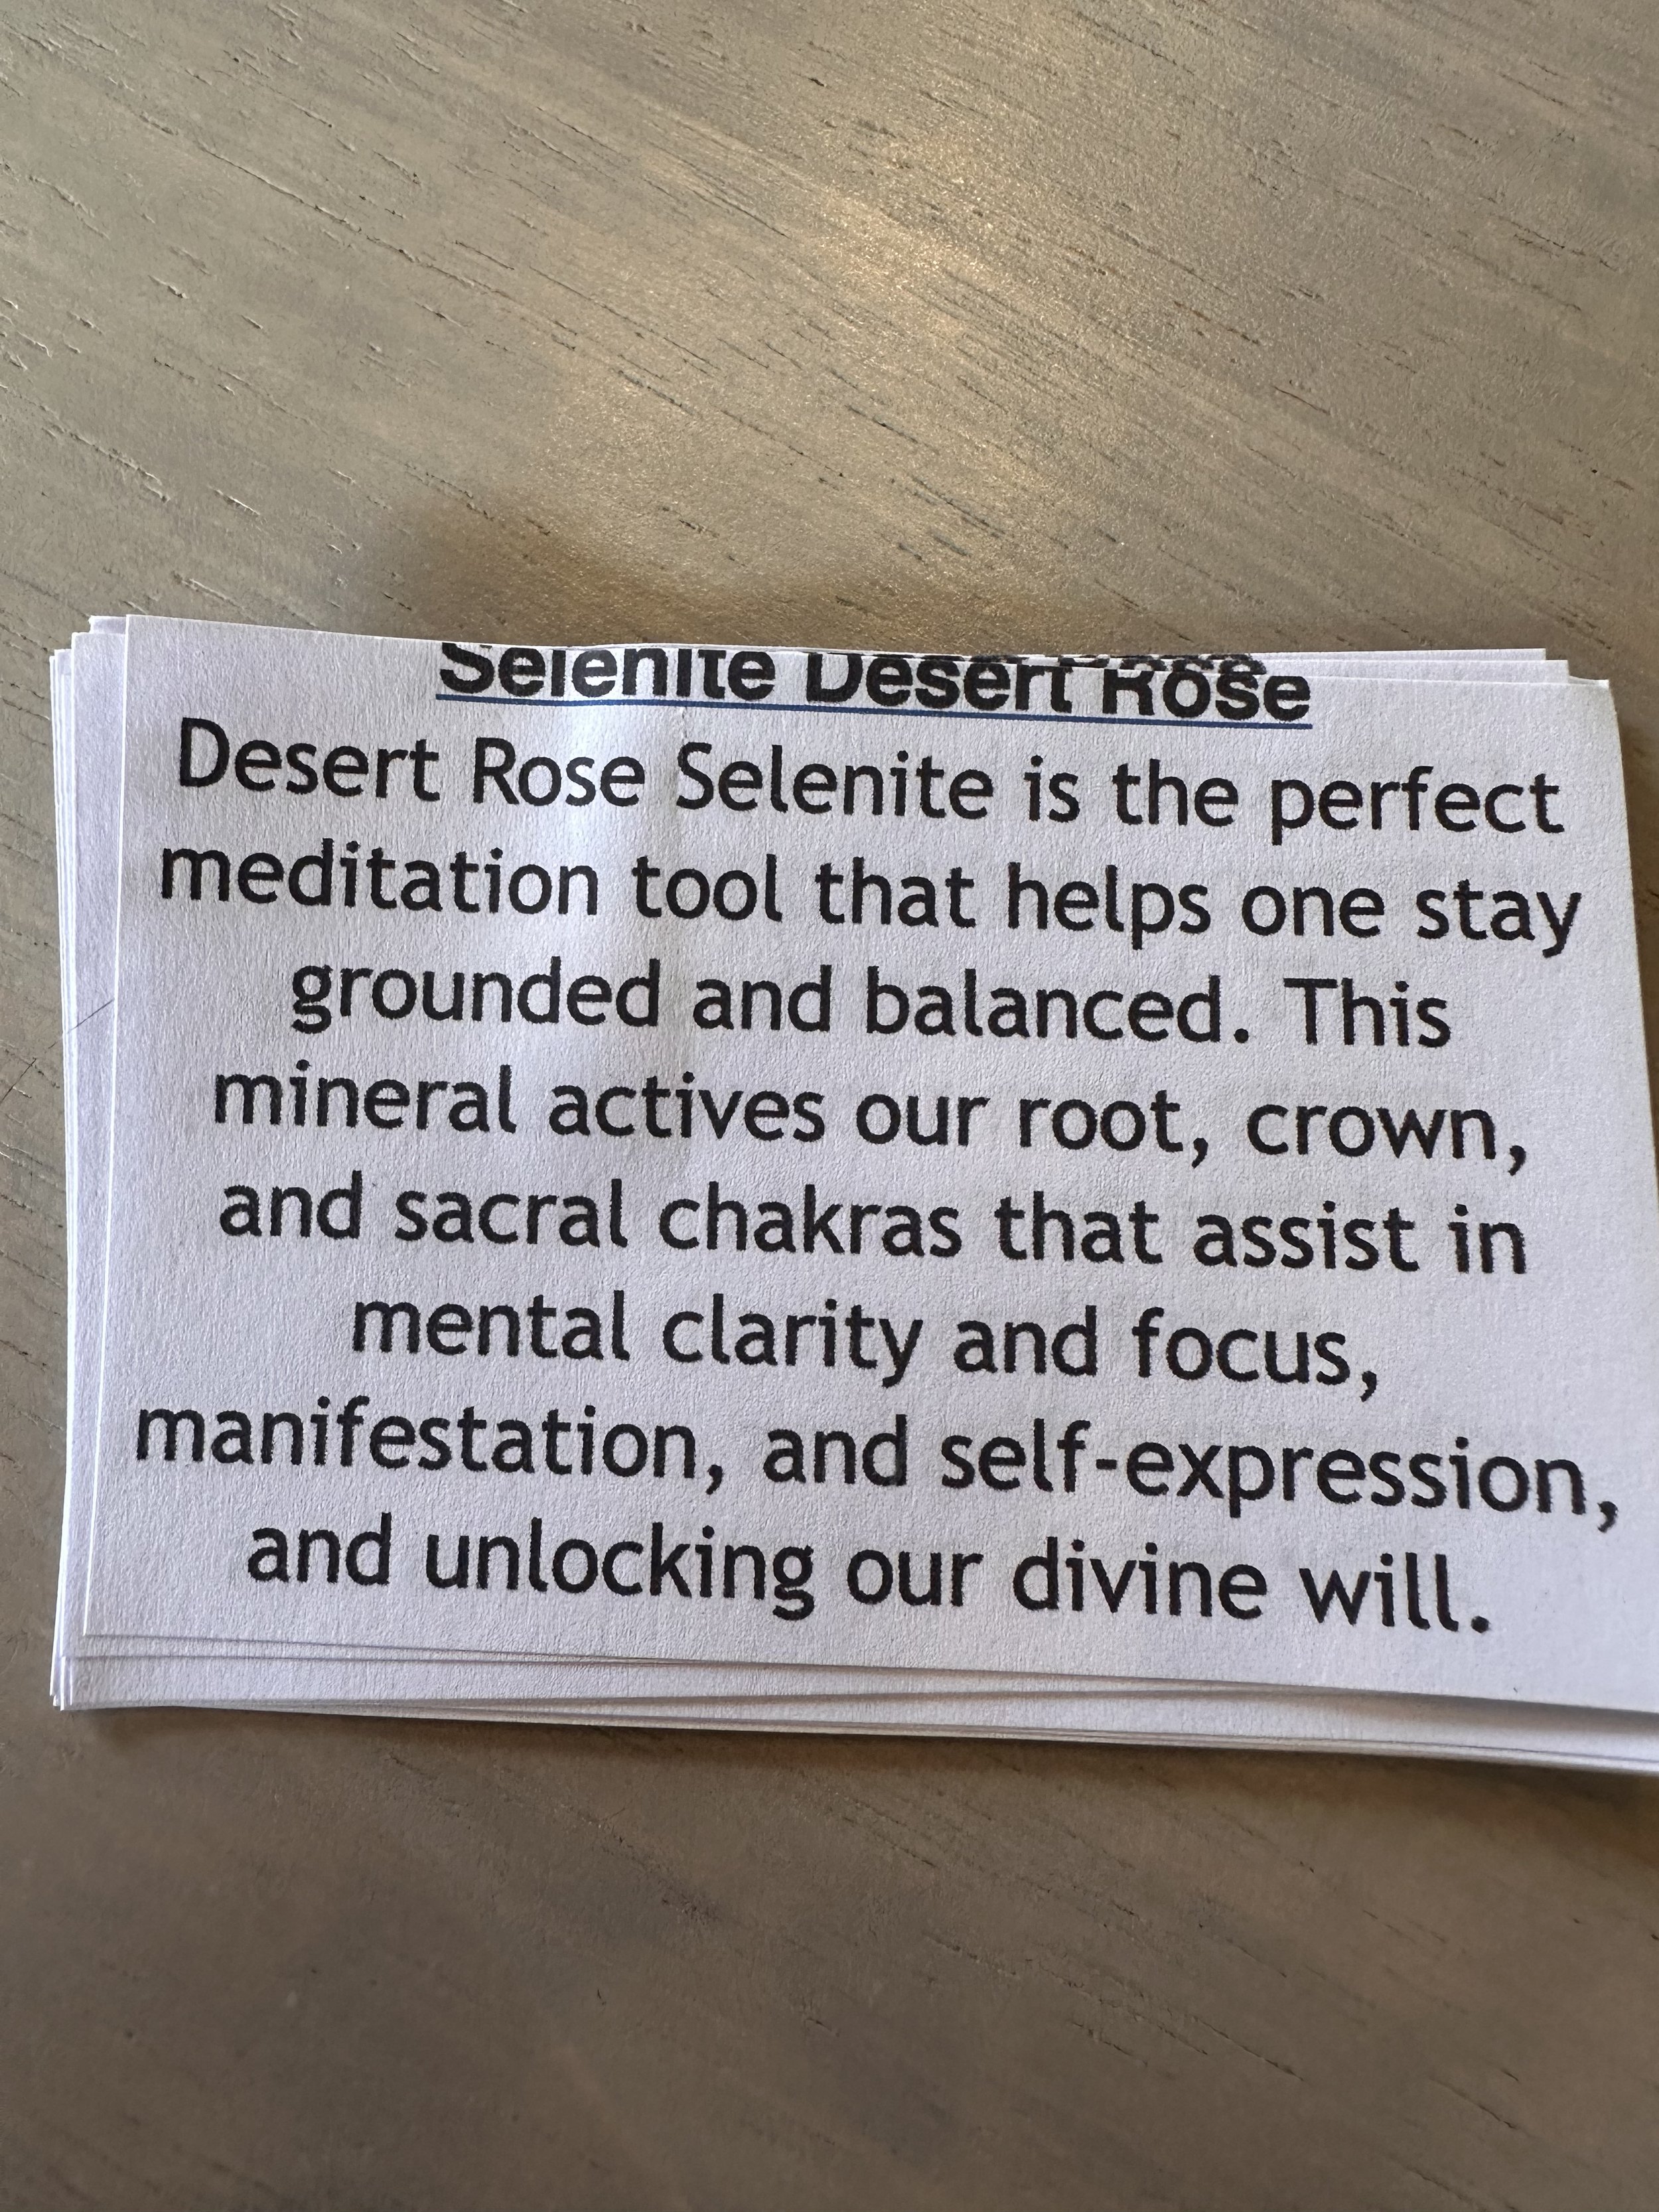 Selenite Desert Rose
Desert Rose Selenite is the perfect
meditation tool that helps one stay
grounded and balanced. This
mineral actives our root, crown,
and sacral chakras that assist in
mental clarity and focus,
manifestation, and self-expression,
and unlocking our divine will.